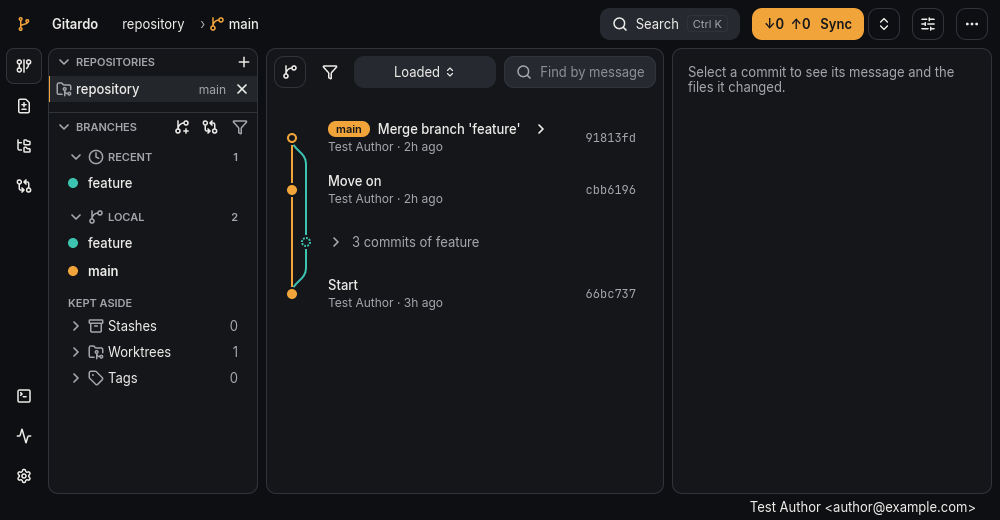 Gitardo
repository
main
Search
Ctrl K
↓0 ↑0 Sync
REPOSITORIES
repository
main
BRANCHES
RECENT
1
feature
LOCAL
2
feature
main
KEPT ASIDE
Stashes
0
Worktrees
1
Tags
0
Loaded
Find by message
main
Merge branch 'feature'
91813fd
Test Author · 2h ago
Move on
cbb6196
Test Author · 2h ago
3 commits of feature
Start
66bc737
Test Author · 3h ago
Select a commit to see its message and the
files it changed.
Test Author <author@example.com>